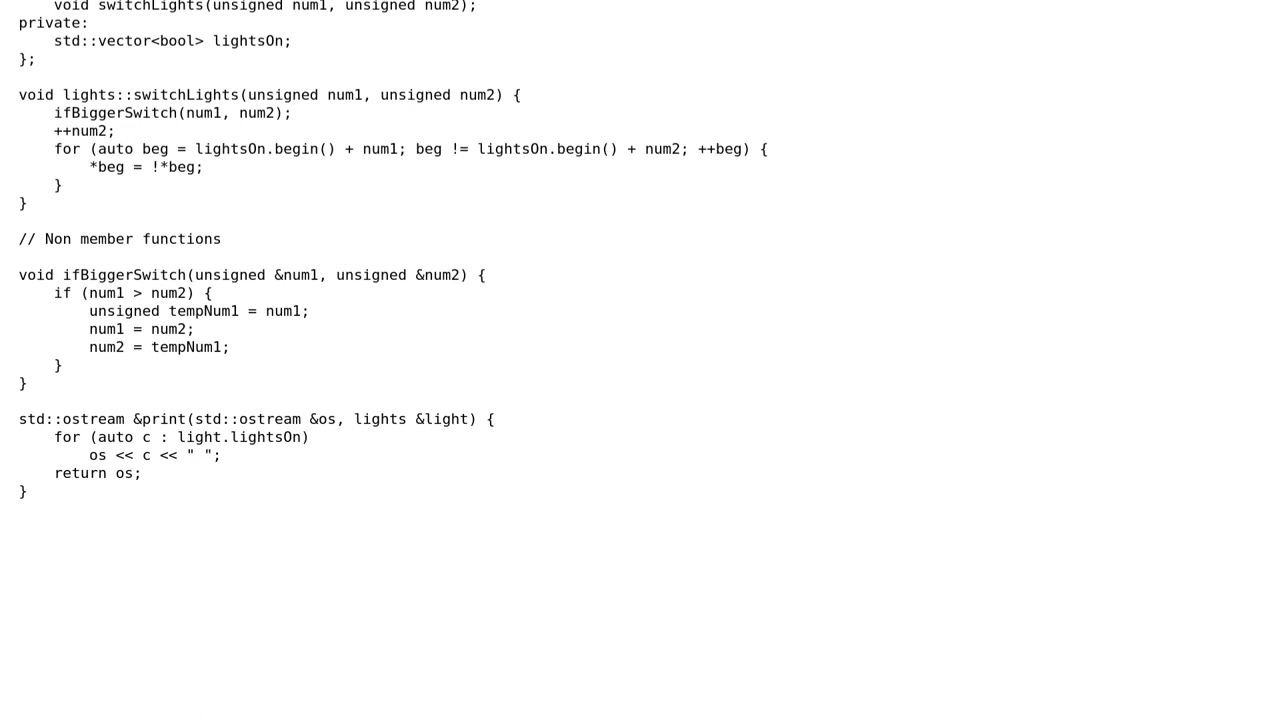 void switchLights(unsigned num1, unsigned num2);
private:
    std::vector<bool> lightsOn;
};

void lights::switchLights(unsigned num1, unsigned num2) {
    ifBiggerSwitch(num1, num2);
    ++num2;
    for (auto beg = lightsOn.begin() + num1; beg != lightsOn.begin() + num2; ++beg) {
        *beg = !*beg;
    }
}

// Non member functions

void ifBiggerSwitch(unsigned &num1, unsigned &num2) {
    if (num1 > num2) {
        unsigned tempNum1 = num1;
        num1 = num2;
        num2 = tempNum1;
    }
}

std::ostream &print(std::ostream &os, lights &light) {
    for (auto c : light.lightsOn)
        os << c << " ";
    return os;
}